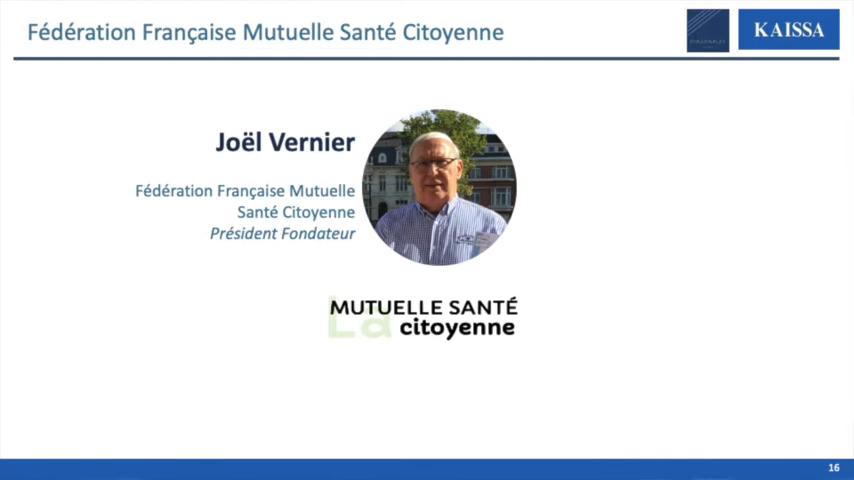 Fédération Française Mutuelle Santé Citoyenne
KAISSA
Joël Vernier
Fédération Française Mutuelle
Santé Citoyenne
Président Fondateur
La
MUTUELLE SANTÉ
citoyenne
16